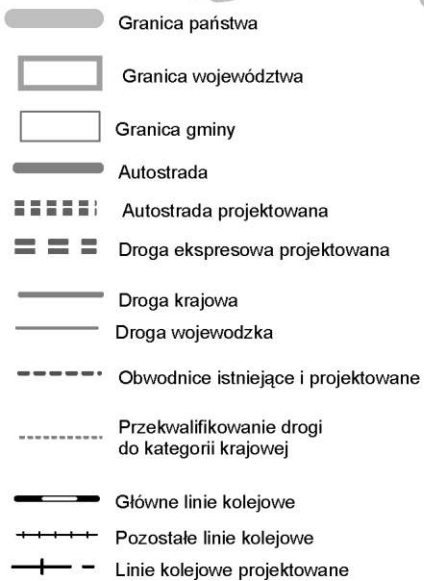 Granica państwa
Granica województwa
Granica gminy
Autostrada
Autostrada projektowana
Droga ekspresowa projektowana
Droga krajowa
Droga wojewodzka
Obwodnice istniejące i projektowane
Przekwalifikowanie drogi
do kategorii krajowej
Główne linie kolejowe
Pozostałe linie kolejowe
Linie kolejowe projektowane